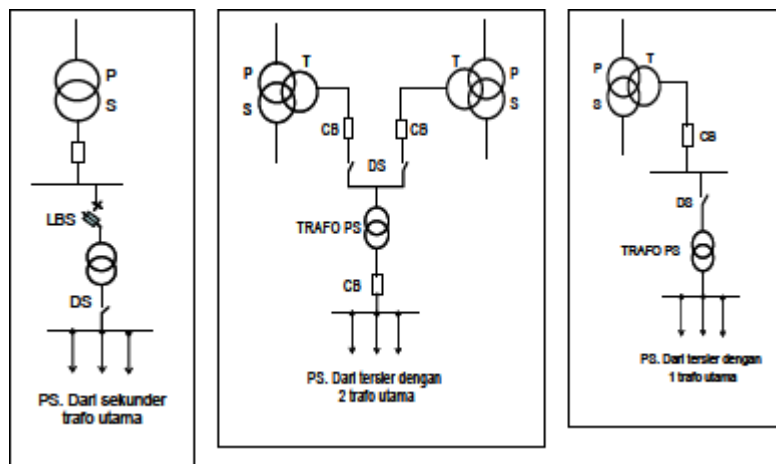 P
S
LBS
DS
PS. Dari sekunder
trafo utama
P
T
S
CB
T
P
S
CB
DS
TRAFO PS
CB
PS. Dari tersier dengan
2 trafo utama
P
T
S
CB
DS
TRAFO PS
PS. Dari tersier dengan
1 trafo utama